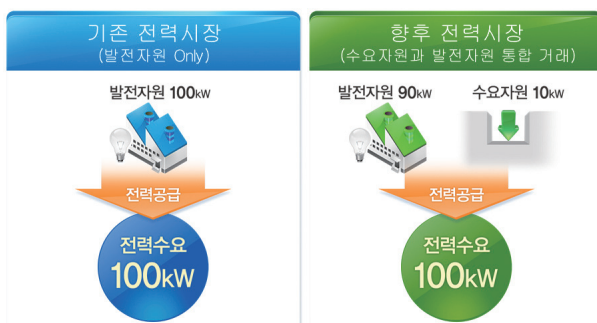 기존 전력시장
(발전자원 Only)
발전자원 100kW
전력공급
전력수요
100kW
향후 전력시장
(수요자원과 발전자원 통합 거래)
발전자원 90kW
수요자원 10kW
전력공급
전력수요
100kW